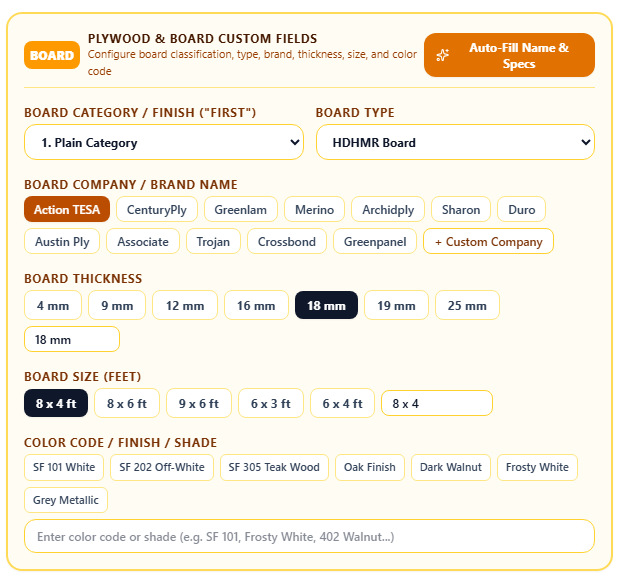 BOARD
PLYWOOD & BOARD CUSTOM FIELDS
Configure board classification, type, brand, thickness, size, and color
code
Auto-Fill Name &
Specs
BOARD CATEGORY / FINISH ("FIRST")
BOARD TYPE
1. Plain Category
HDHMR Board
BOARD COMPANY / BRAND NAME
Action TESA CenturyPly Greenlam Merino Archidply Sharon Duro
Austin Ply Associate Trojan Crossbond Greenpanel + Custom Company
BOARD THICKNESS
4 mm 9 mm 12 mm 16 mm 18 mm 19 mm 25 mm
18 mm
BOARD SIZE (FEET)
8 x 4 ft 8 x 6 ft 9 x 6 ft 6 x 3 ft 6 x 4 ft 8 x 4
COLOR CODE / FINISH / SHADE
SF 101 White SF 202 Off-White SF 305 Teak Wood Oak Finish Dark Walnut Frosty White
Grey Metallic
Enter color code or shade (e.g. SF 101, Frosty White, 402 Walnut...)